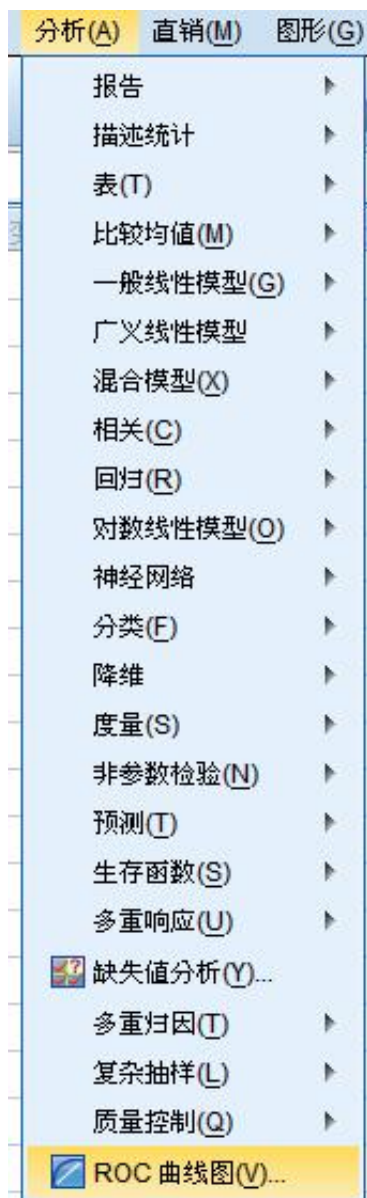 分析(A) 直销(M) 图形(G)
报告
描述统计
表(T)
比较均值(M)
一般线性模型(G)
广义线性模型
混合模型(X)
相关(C)
回归(R)
对数线性模型(O)
神经网络
分类(F)
降维
度量(S)
非参数检验(N)
预测(T)
生存函数(S)
多重响应(U)
缺失值分析(Y)...
多重归因(T)
复杂抽样(L)
质量控制(Q)
ROC 曲线图(V)...